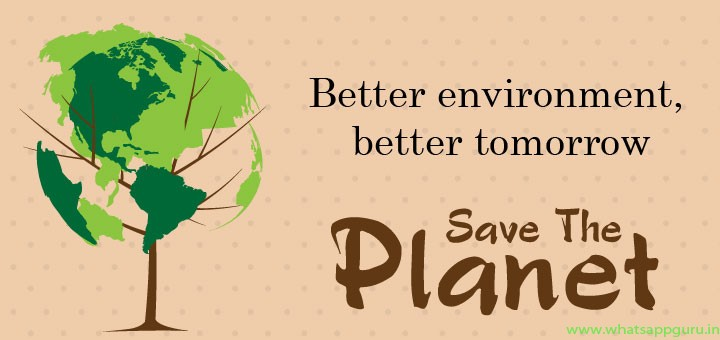 Better environment,
better tomorrow
Save The
Planet
www.whatsappguru.in